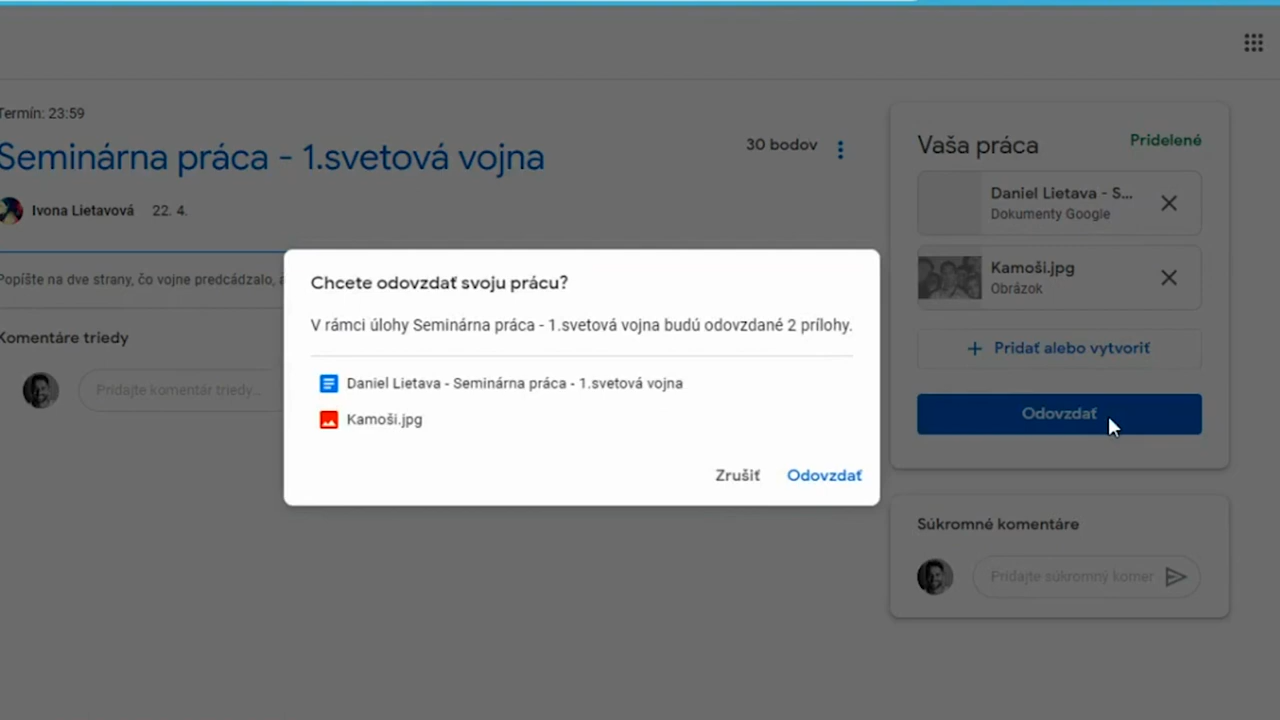 Termín: 23:59
Seminárna práca - 1.svetová vojna
30 bodov
Ivona Lietavová 22. 4.
Popíšte na dve strany, čo vojne predcádzalo,
Komentáre triedy
Pridajte komentár triedy...
Chcete odovzdať svoju prácu?
V rámci úlohy Seminárna práca - 1.svetová vojna budú odovzdané 2 prílohy.
Daniel Lietava - Seminárna práca - 1.svetová vojna
Kamoši.jpg
Zrušiť Odovzdať
Vaša práca Pridelené
Daniel Lietava - S...
Dokumenty Google
Kamoši.jpg
Obrázok
+ Pridať alebo vytvoriť
Odovzdať
Súkromné komentáre
Pridajte súkromný komer